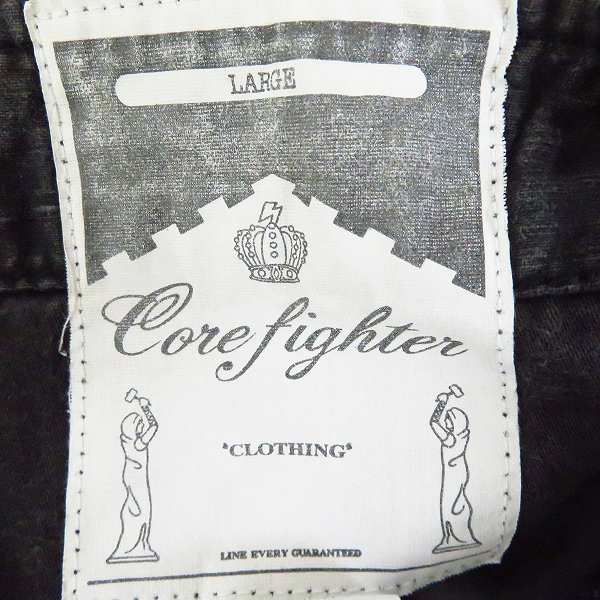 LARGE
Core fighter
"CLOTHING"
LINE EVERY GUARANTEED